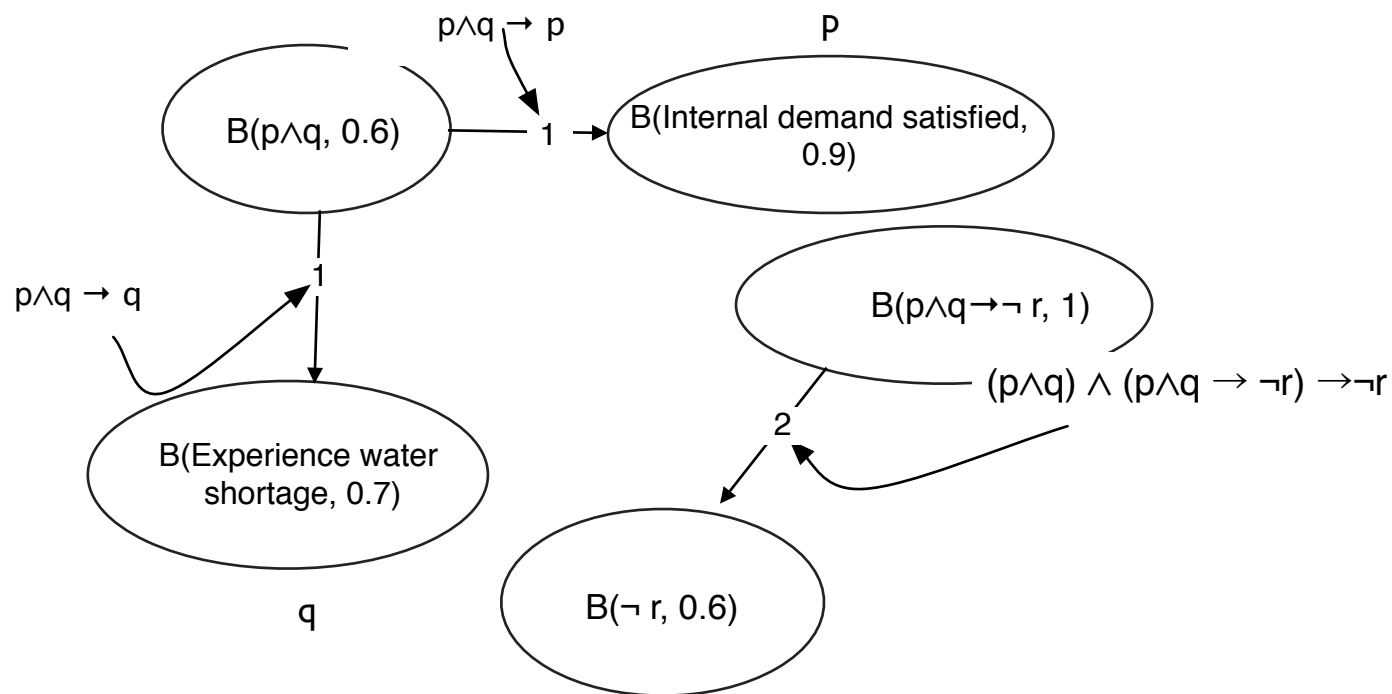 p∧q → p
p
B(p∧q, 0.6)
1
B(Internal demand satisfied,
0.9)
1
p∧q → q
B(p∧q→¬ r, 1)
(p∧q) ∧ (p∧q → ¬r) →¬r
2
B(Experience water
shortage, 0.7)
B(¬ r, 0.6)
q